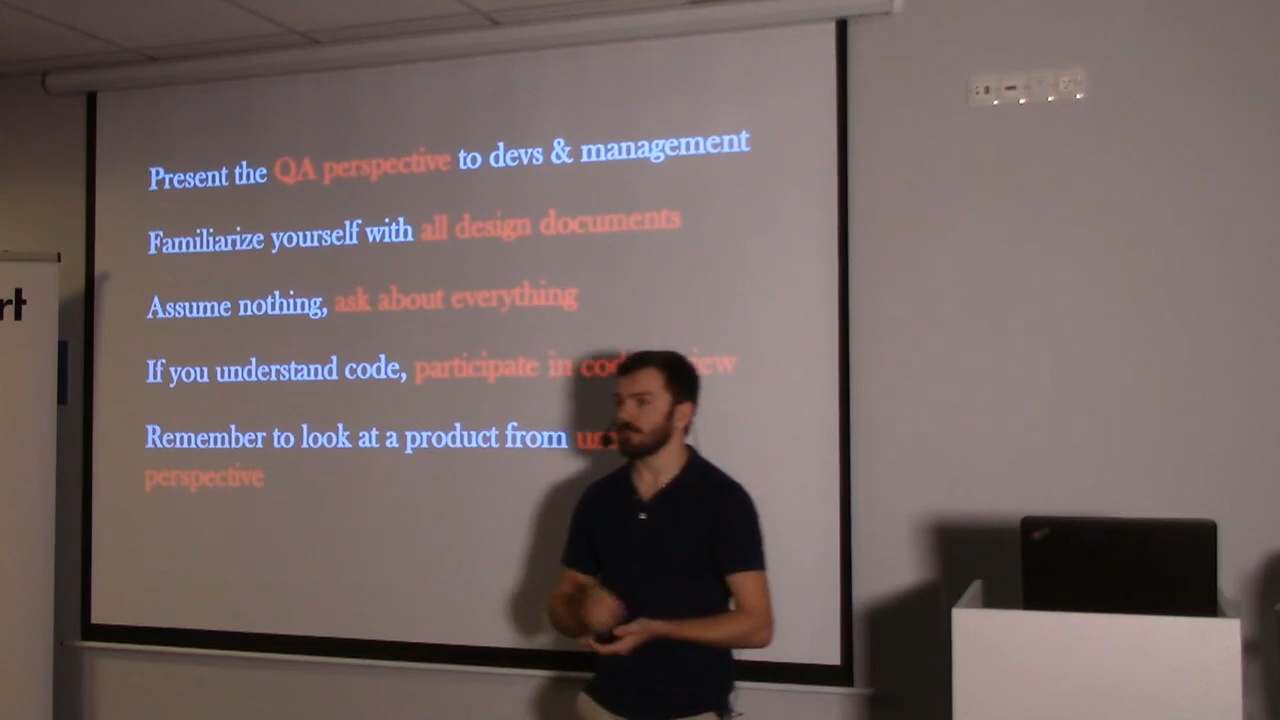 Present the QA perspective to devs & management
Familiarize yourself with all design documents
Assume nothing, ask about everything
If you understand code, participate in
Remember to look at a product from
perspective